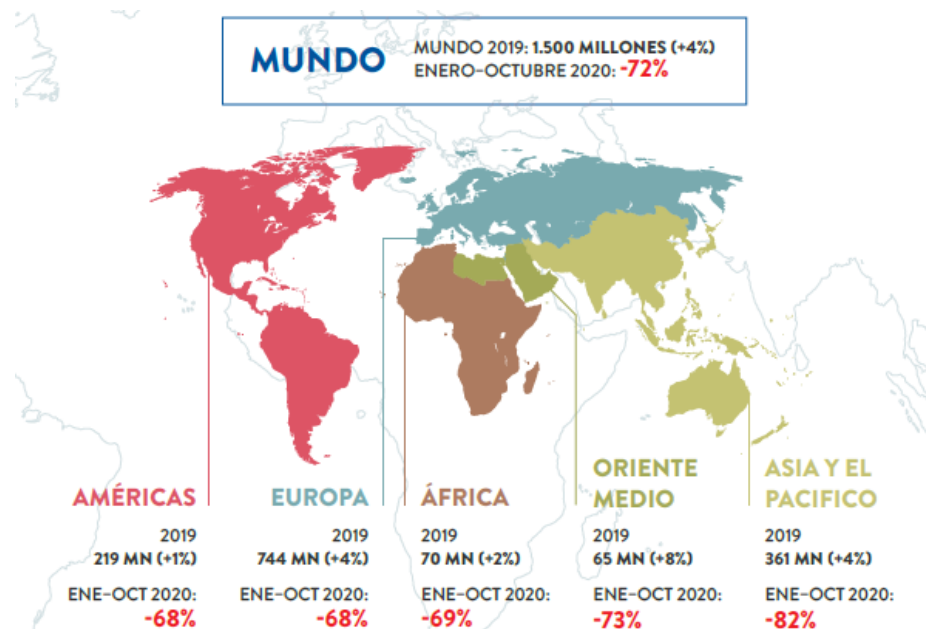 MUNDO
MUNDO 2019: 1.500 MILLONES (+4%)
ENERO–OCTUBRE 2020: -72%
AMÉRICAS
2019
219 MN (+1%)
ENE–OCT 2020:
-68%
EUROPA
2019
744 MN (+4%)
ENE–OCT 2020:
-68%
ÁFRICA
2019
70 MN (+2%)
ENE–OCT 2020:
-69%
ORIENTE
MEDIO
2019
65 MN (+8%)
ENE–OCT 2020:
-73%
ASIA Y EL
PACIFICO
2019
361 MN (+4%)
ENE–OCT 2020:
-82%